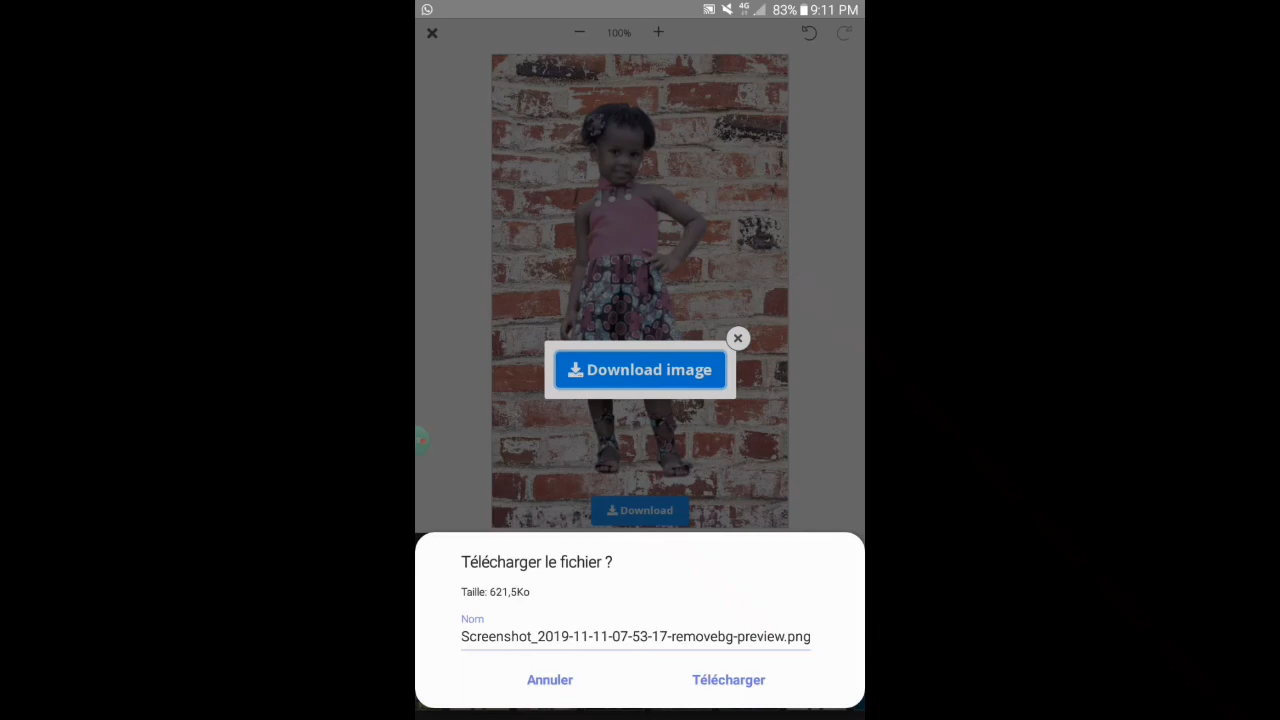 4G
83% 9:11 PM
100%
Download image
Download
Télécharger le fichier ?
Taille: 621,5Ko
Nom
Screenshot_2019-11-11-07-53-17-removebg-preview.png
Annuler
Télécharger